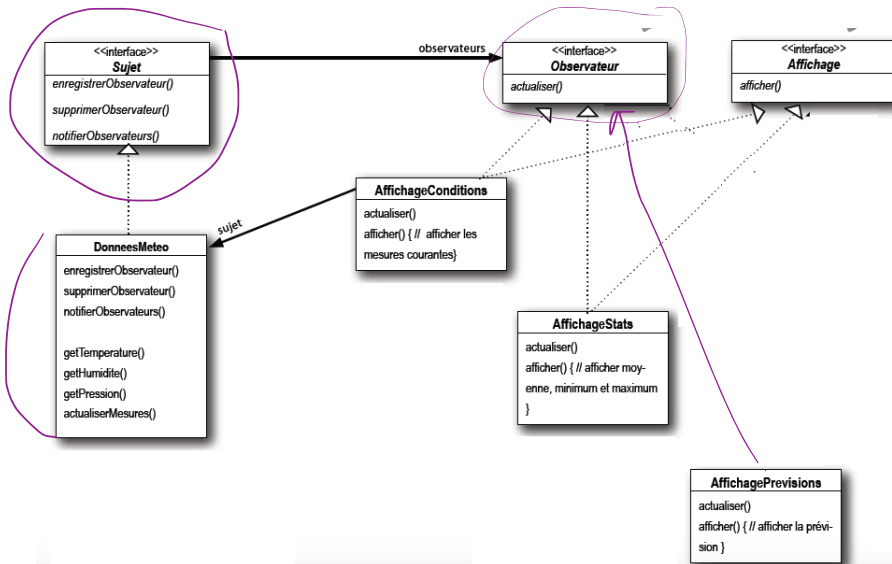 <<interface>>
Sujet
enregistrerObservateur()
supprimerObservateur()
notifierObservateurs()
observateurs
<<interface>>
Observateur
actualiser()
<<interface>>
Affichage
afficher()
sujet
AffichageConditions
actualiser()
afficher() { // afficher les
mesures courantes}
DonneesMeteo
enregistrerObservateur()
supprimerObservateur()
notifierObservateurs()
getTemperature()
getHumidite()
getPression()
actualiserMesures()
AffichageStats
actualiser()
afficher() { // afficher moy-
enne, minimum et maximum
}
AffichagePrevisions
actualiser()
afficher() { // afficher la prévi-
sion }